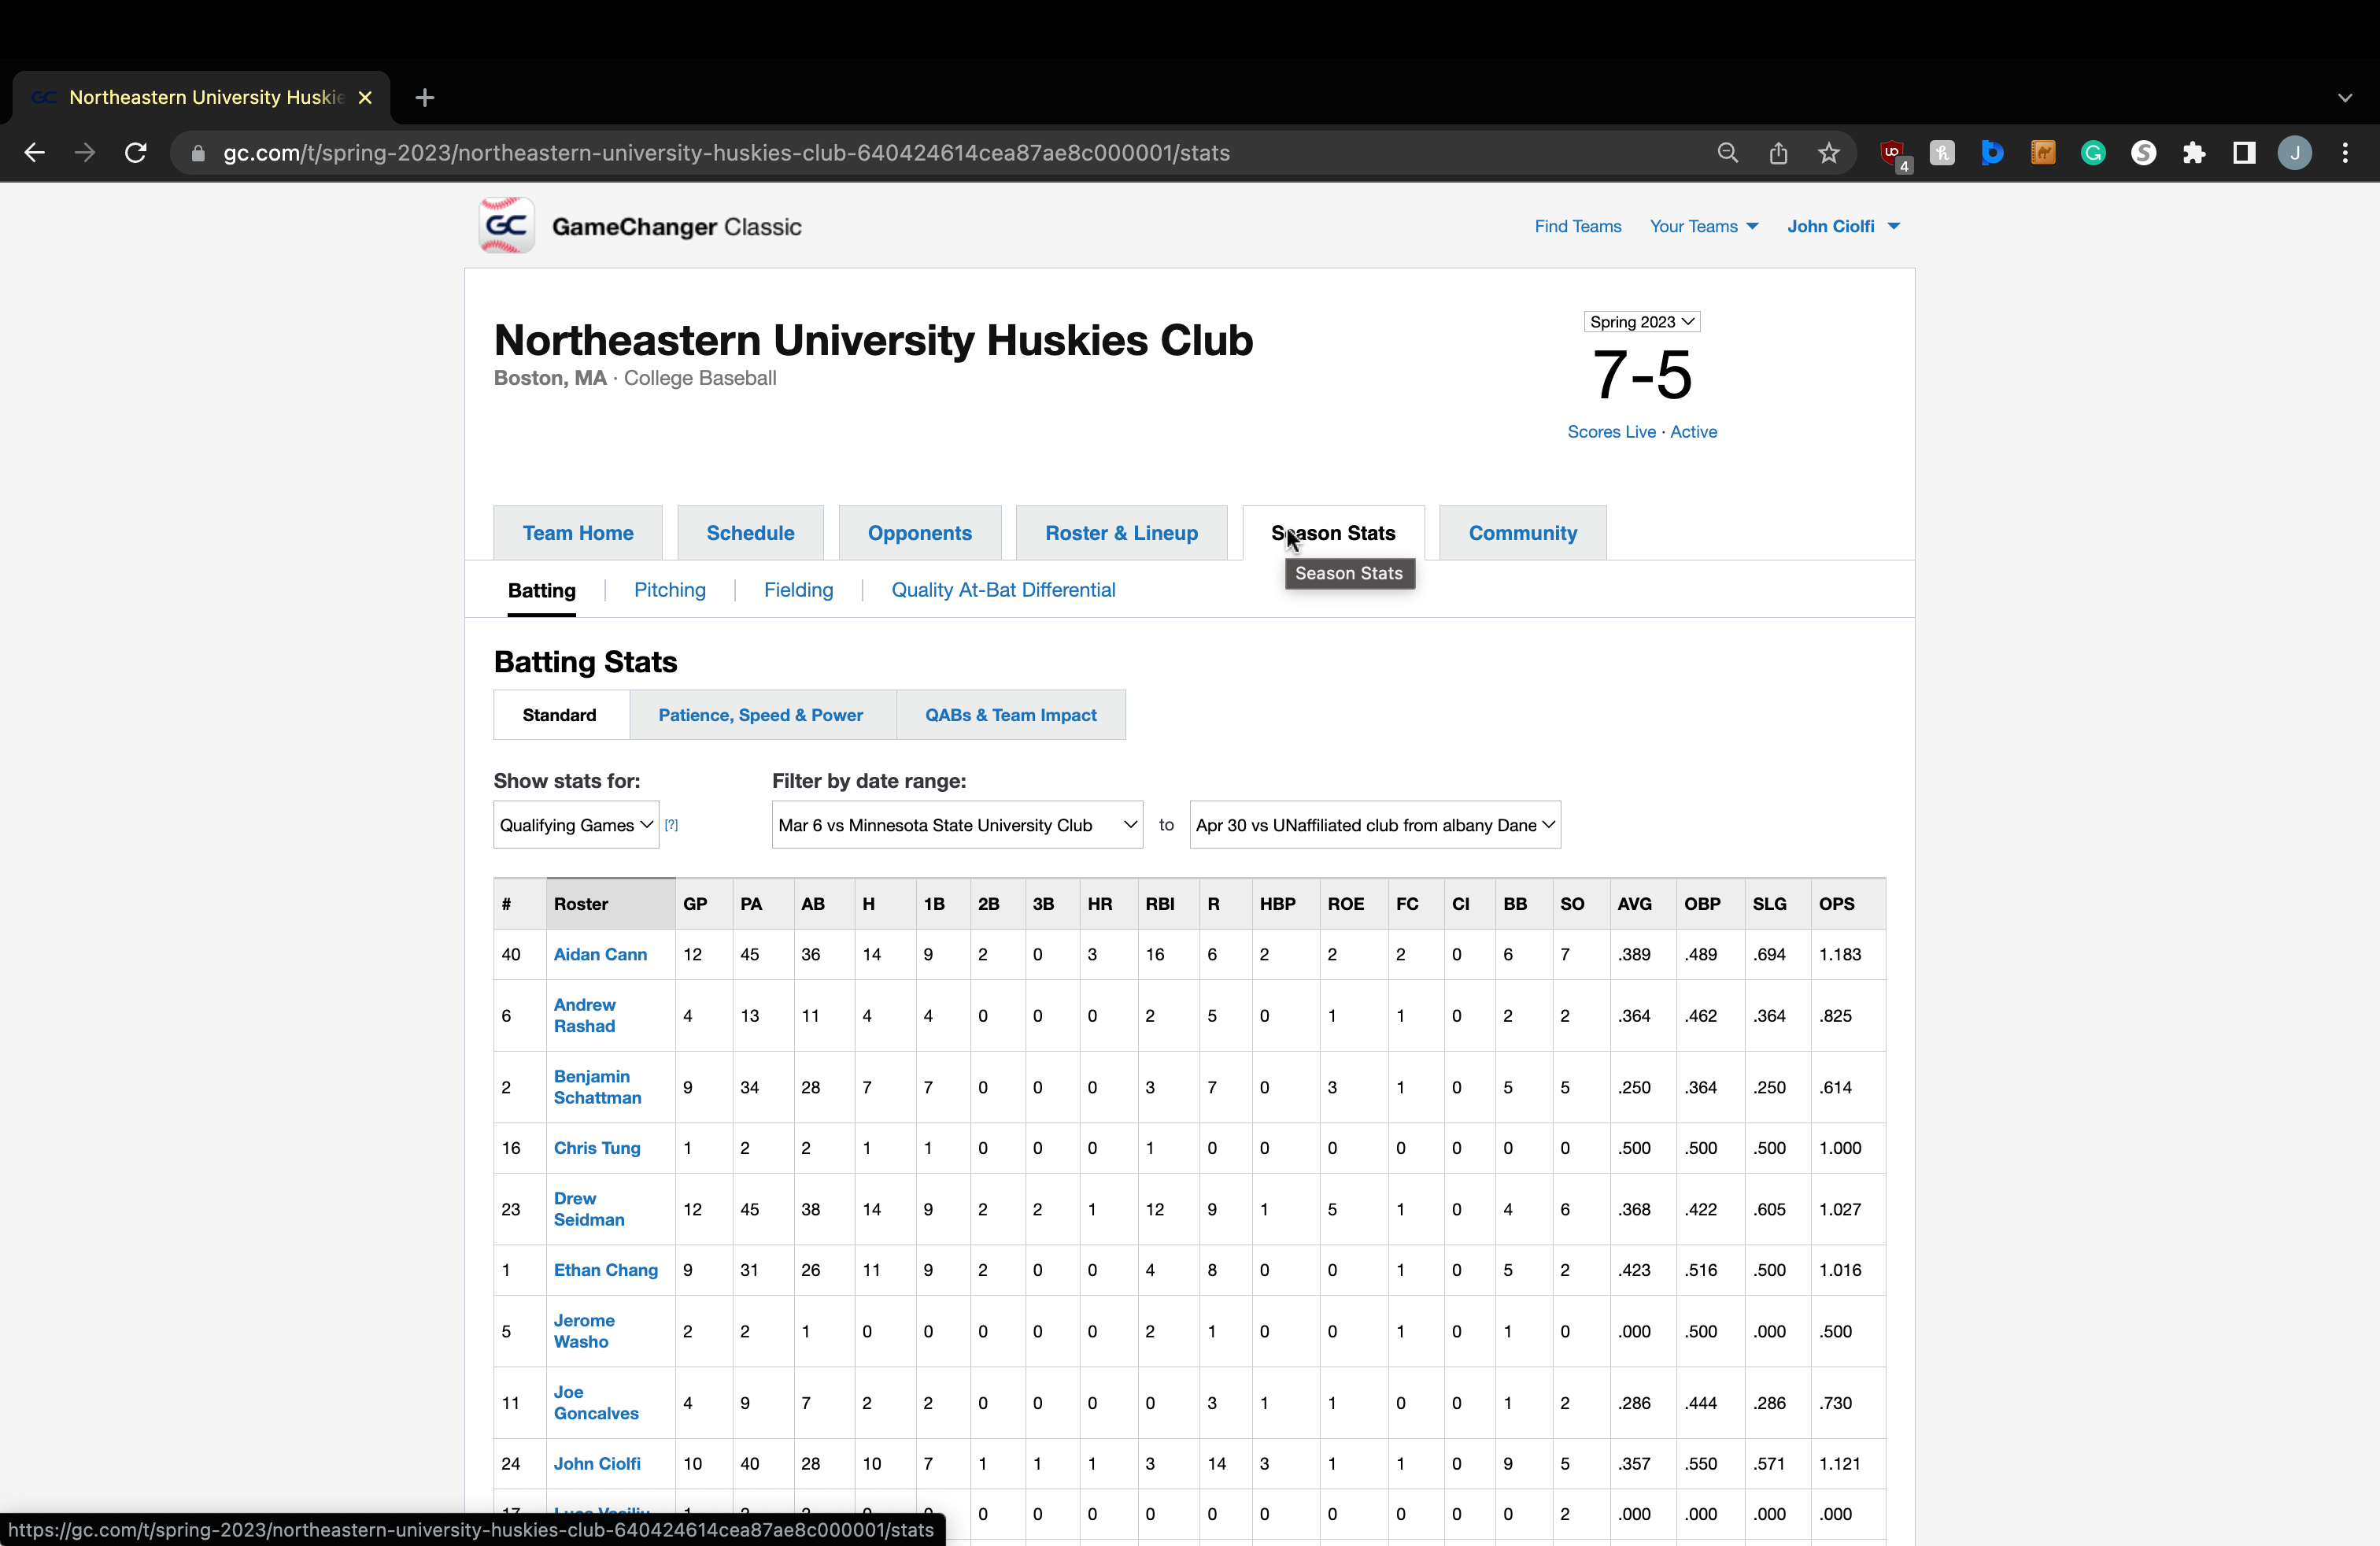 Northeastern University Huskie
gc.com/t/spring-2023/northeastern-university-huskies-club-640424614cea87ae8c000001/stats
4
J
GC GameChanger Classic
Find Teams Your Teams John Ciolfi
Northeastern University Huskies Club
Boston, MA · College Baseball
Spring 2023
7-5
Scores Live · Active
Team Home Schedule Opponents Roster & Lineup Season Stats Community
Season Stats
Batting Pitching Fielding Quality At-Bat Differential
Batting Stats
Standard Patience, Speed & Power QABs & Team Impact
Show stats for: Filter by date range:
Qualifying Games [?] Mar 6 vs Minnesota State University Club to Apr 30 vs UNaffiliated club from albany Dane
# Roster GP PA AB H 1B 2B 3B HR RBI R HBP ROE FC CI BB SO AVG OBP SLG OPS
40 Aidan Cann 12 45 36 14 9 2 0 3 16 6 2 2 2 0 6 7 .389 .489 .694 1.183
6 Andrew Rashad 4 13 11 4 4 0 0 0 2 5 0 1 1 0 2 2 .364 .462 .364 .825
2 Benjamin Schattman 9 34 28 7 7 0 0 0 3 7 0 3 1 0 5 5 .250 .364 .250 .614
16 Chris Tung 1 2 2 1 1 0 0 0 1 0 0 0 0 0 0 0 .500 .500 .500 1.000
23 Drew Seidman 12 45 38 14 9 2 2 1 12 9 1 5 1 0 4 6 .368 .422 .605 1.027
1 Ethan Chang 9 31 26 11 9 2 0 0 4 8 0 0 1 0 5 2 .423 .516 .500 1.016
5 Jerome Washo 2 2 1 0 0 0 0 0 2 1 0 0 1 0 1 0 .000 .500 .000 .500
11 Joe Goncalves 4 9 7 2 2 0 0 0 0 3 1 1 0 0 1 2 .286 .444 .286 .730
24 John Ciolfi 10 40 28 10 7 1 1 1 3 14 3 1 1 0 9 5 .357 .550 .571 1.121
0 0 0 0 0 0 0 0 0 0 2 .000 .000 .000 .000
https://gc.com/t/spring-2023/northeastern-university-huskies-club-640424614cea87ae8c000001/stats